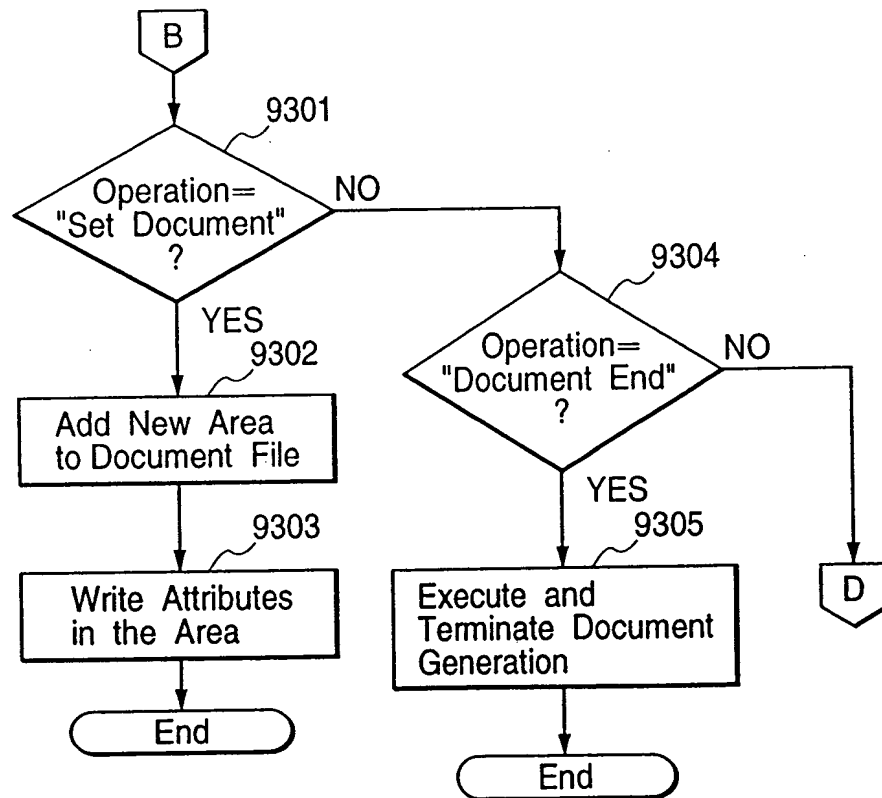 B
9301
Operation=
"Set Document"
?
NO
YES
9302
Add New Area
to Document File
9303
Write Attributes
in the Area
End
9304
Operation=
"Document End"
?
NO
YES
9305
Execute and
Terminate Document
Generation
End
D